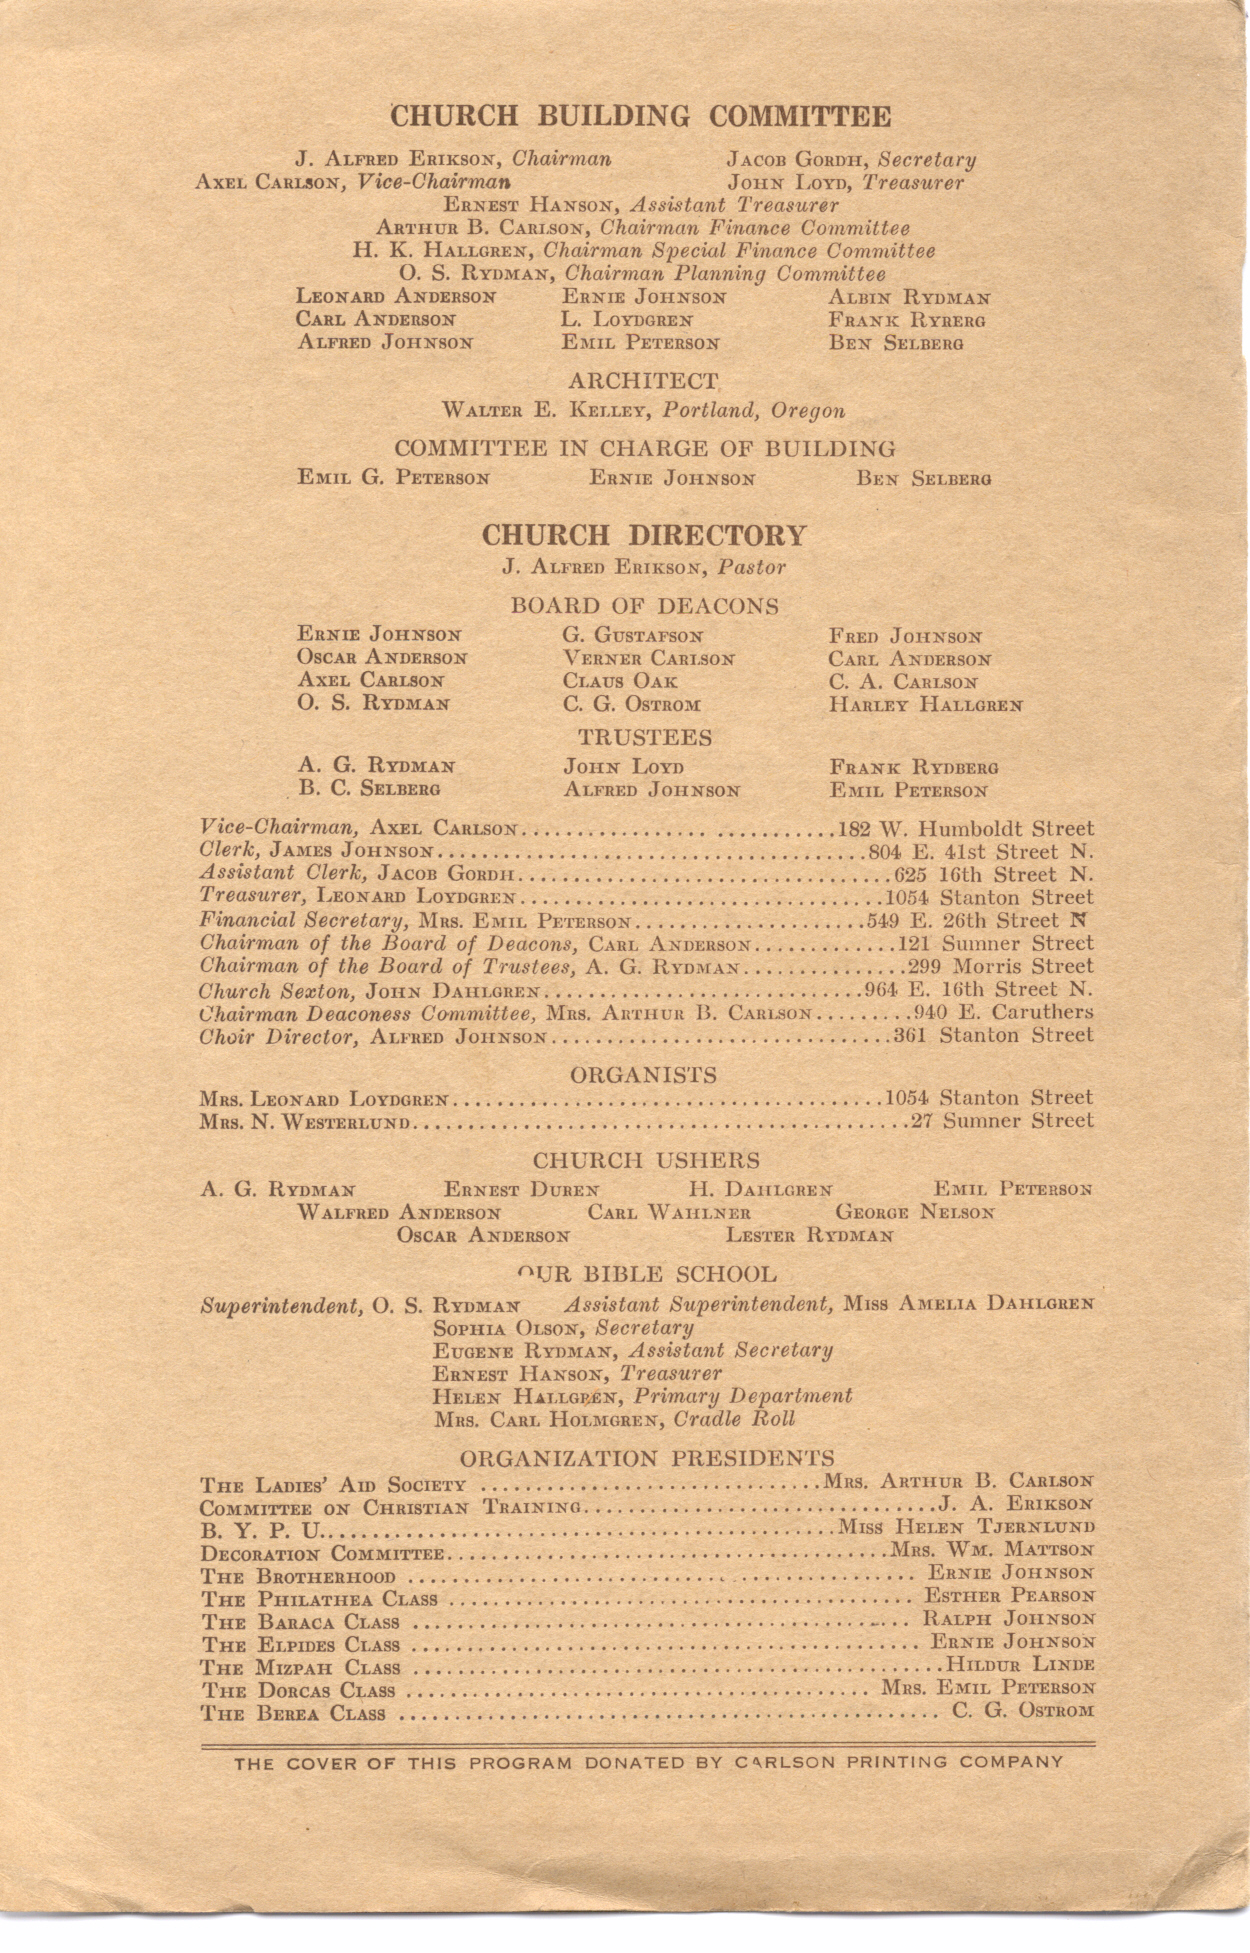 CHURCH BUILDING COMMITTEE
J. ALFRED ERIKSON, Chairman JACOB GORDH, Secretary
AXEL CARLSON, Vice-Chairman JOHN LOYD, Treasurer
ERNEST HANSON, Assistant Treasurer
ARTHUR B. CARLSON, Chairman Finance Committee
H. K. HALLGREN, Chairman Special Finance Committee
O. S. RYDMAN, Chairman Planning Committee
LEONARD ANDERSON ERNIE JOHNSON ALBIN RYDMAN
CARL ANDERSON L. LOYDGREN FRANK RYRERG
ALFRED JOHNSON EMIL PETERSON BEN SELBERG
ARCHITECT
WALTER E. KELLEY, Portland, Oregon
COMMITTEE IN CHARGE OF BUILDING
EMIL G. PETERSON ERNIE JOHNSON BEN SELBERG
CHURCH DIRECTORY
J. ALFRED ERIKSON, Pastor
BOARD OF DEACONS
ERNIE JOHNSON G. GUSTAFSON FRED JOHNSON
OSCAR ANDERSON VERNER CARLSON CARL ANDERSON
AXEL CARLSON CLAUS OAK C. A. CARLSON
O. S. RYDMAN C. G. OSTROM HARLEY HALLGREN
TRUSTEES
A. G. RYDMAN JOHN LOYD FRANK RYDBERG
B. C. SELBERG ALFRED JOHNSON EMIL PETERSON
Vice-Chairman, AXEL CARLSON............................182 W. Humboldt Street
Clerk, JAMES JOHNSON......................................804 E. 41st Street N.
Assistant Clerk, JACOB GORDH.................................625 16th Street N.
Treasurer, LEONARD LOYDGREN................................1054 Stanton Street
Financial Secretary, MRS. EMIL PETERSON....................549 E. 26th Street N
Chairman of the Board of Deacons, CARL ANDERSON............121 Sumner Street
Chairman of the Board of Trustees, A. G. RYDMAN..............299 Morris Street
Church Sexton, JOHN DAHLGREN............................964 E. 16th Street N.
Chairman Deaconess Committee, MRS. ARTHUR B. CARLSON.........940 E. Caruthers
Choir Director, ALFRED JOHNSON..............................361 Stanton Street
ORGANISTS
MRS. LEONARD LOYDGREN......................................1054 Stanton Street
MRS. N. WESTERLUND............................................27 Sumner Street
CHURCH USHERS
A. G. RYDMAN ERNEST DUREN H. DAHLGREN EMIL PETERSON
WALFRED ANDERSON CARL WAHLNER GEORGE NELSON
OSCAR ANDERSON LESTER RYDMAN
OUR BIBLE SCHOOL
Superintendent, O. S. RYDMAN Assistant Superintendent, MISS AMELIA DAHLGREN
SOPHIA OLSON, Secretary
EUGENE RYDMAN, Assistant Secretary
ERNEST HANSON, Treasurer
HELEN HALLGREN, Primary Department
MRS. CARL HOLMGREN, Cradle Roll
ORGANIZATION PRESIDENTS
THE LADIES' AID SOCIETY ..............................MRS. ARTHUR B. CARLSON
COMMITTEE ON CHRISTIAN TRAINING...............................J. A. ERIKSON
B. Y. P. U..............................................MISS HELEN TJERNLUND
DECORATION COMMITTEE.......................................MRS. WM. MATTSON
THE BROTHERHOOD ............................................. ERNIE JOHNSON
THE PHILATHEA CLASS ......................................... ESTHER PEARSON
THE BARACA CLASS ............................................ RALPH JOHNSON
THE ELPIDES CLASS ............................................ ERNIE JOHNSON
THE MIZPAH CLASS ...............................................HILDUR LINDE
THE DORCAS CLASS ........................................ MRS. EMIL PETERSON
THE BEREA CLASS ............................................... C. G. OSTROM
THE COVER OF THIS PROGRAM DONATED BY CARLSON PRINTING COMPANY